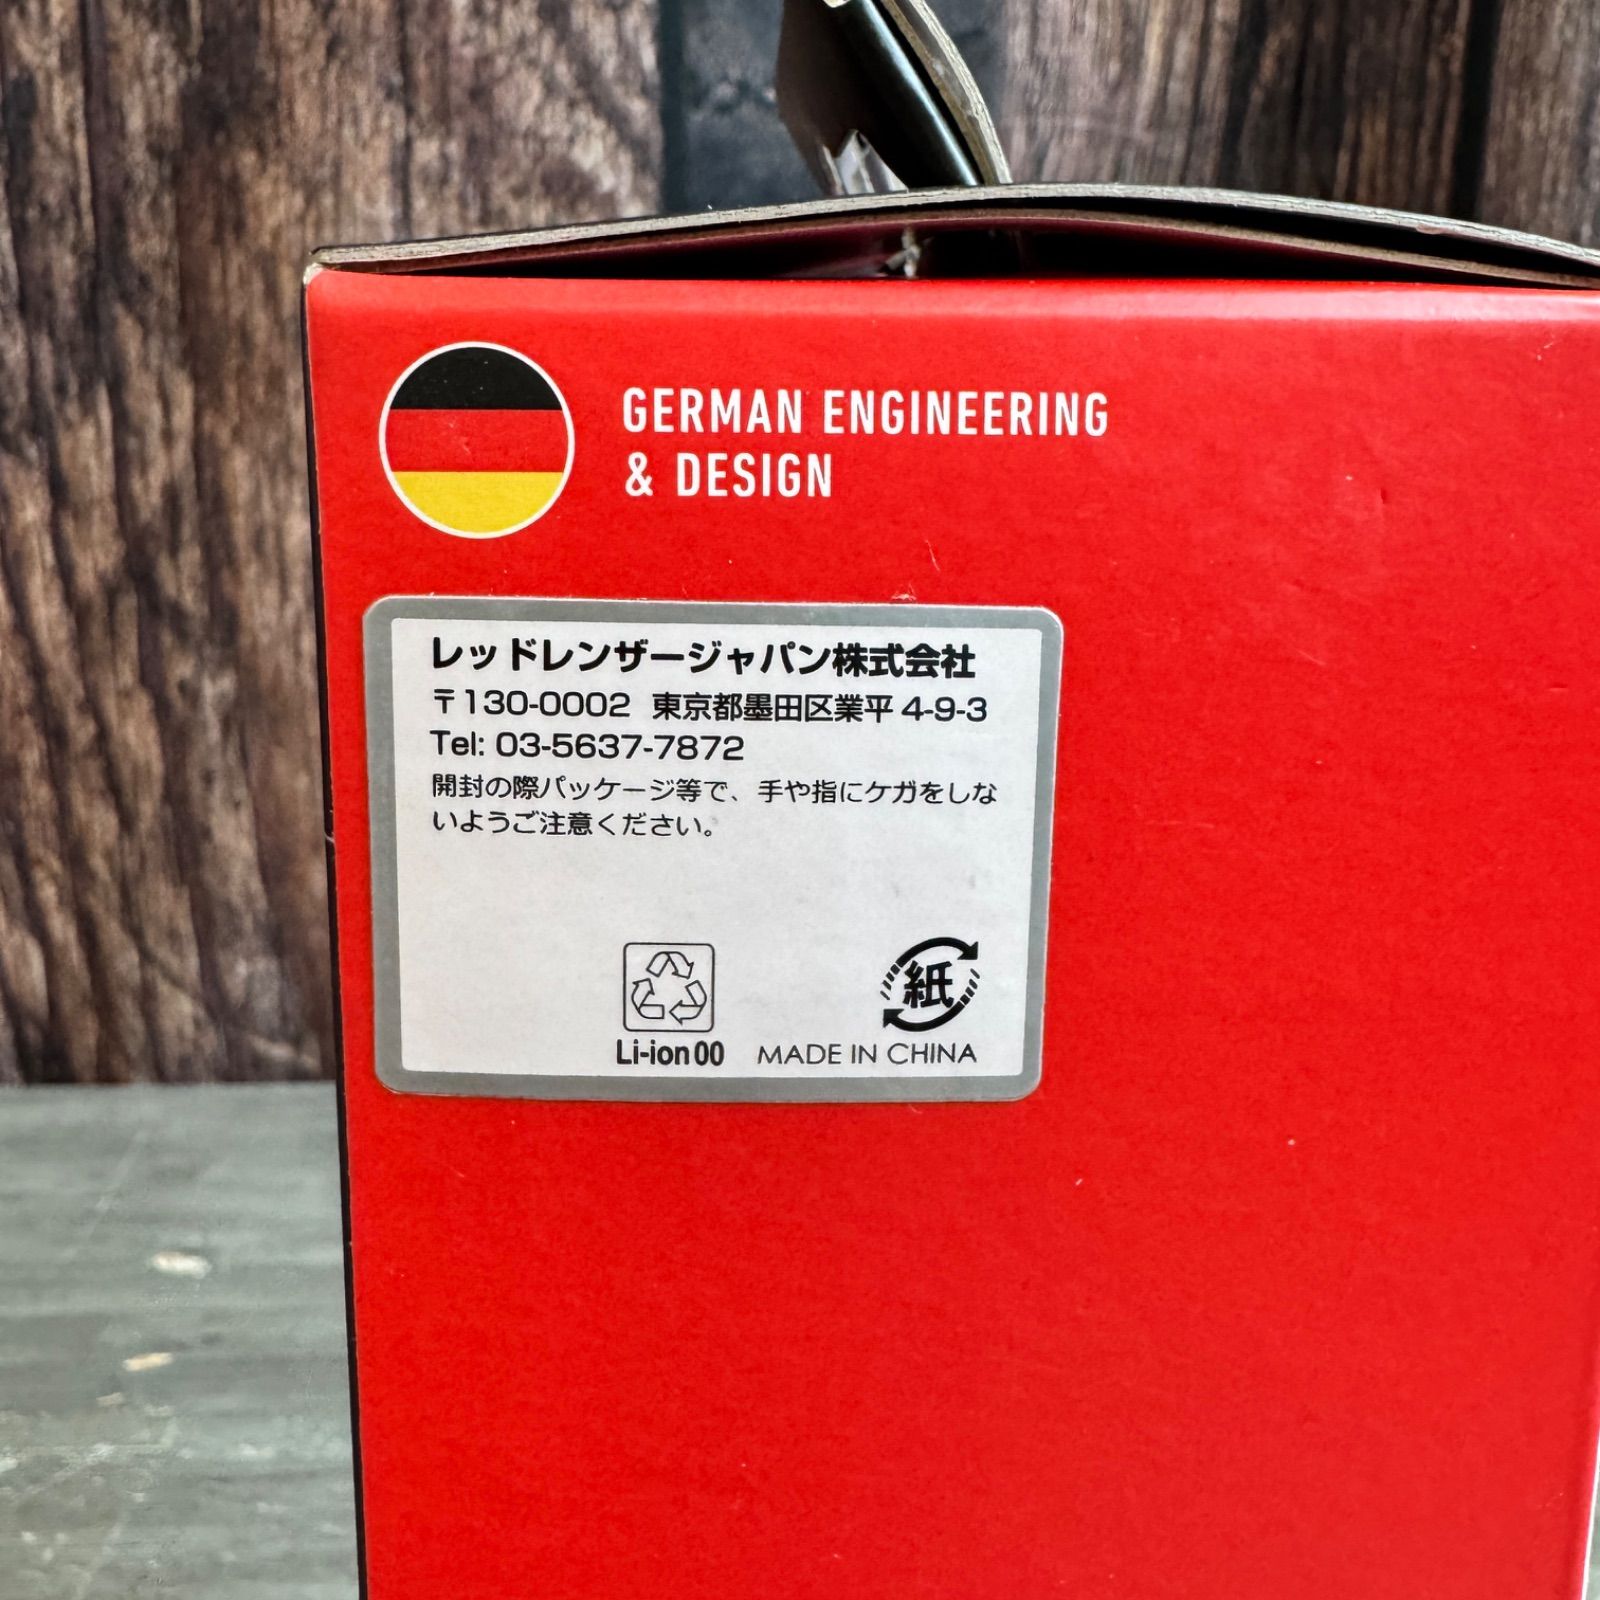 GERMAN ENGINEERING
& DESIGN
レッドレンザージャパン株式会社
〒130-0002 東京都墨田区業平 4-9-3
Tel: 03-5637-7872
開封の際パッケージ等で、手や指にケガをしな
いようご注意ください。
紙
Li-ion 00 MADE IN CHINA